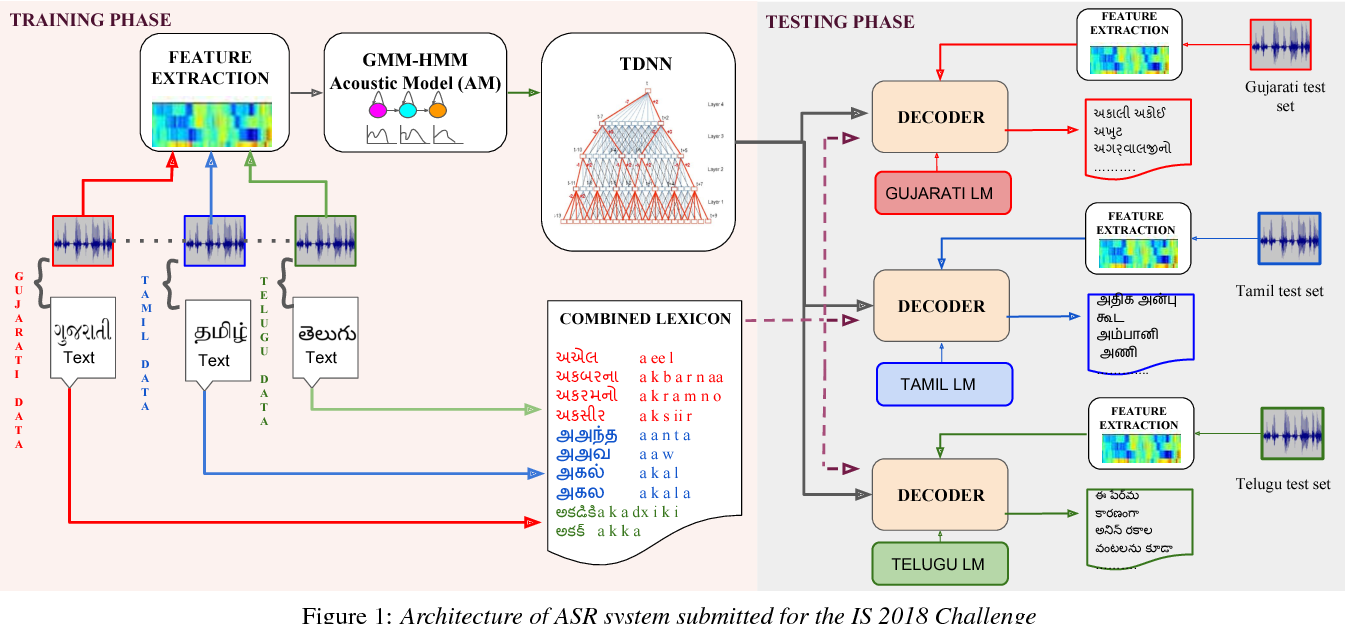 TRAINING PHASE
FEATURE
EXTRACTION
GMM-HMM
Acoustic Model (AM)
TDNN
Layer 4
Layer 3
Layer 2
Layer 1
GUJARATI DATA
TAMIL DATA
TELUGU DATA
ગુજરાતી
Text
தமிழ்
Text
తెలుగు
Text
COMBINED LEXICON
અએલ a ee l
અકબરના a k b a r n aa
અકરમનો a k r a m n o
અકસીર a k s ii r
அஅந்த a a n t a
அஅவ a a w
அகல் a k a l
அகல a k a l a
అకడికి a k a dx i k i
అకక్ a k k a
TESTING PHASE
FEATURE
EXTRACTION
Gujarati test
set
DECODER
GUJARATI LM
અકાલી અકોઈ
અખુટ
અગર્વાલજીનો
..........
FEATURE
EXTRACTION
Tamil test set
DECODER
TAMIL LM
அதிக அன்பு
கூட
அம்பானி
அணி
.............
FEATURE
EXTRACTION
Telugu test set
DECODER
TELUGU LM
ఈ పేరేమ
కారణంగా
అనిన్ రకాల
వంటలను కూడా
..........
Figure 1: Architecture of ASR system submitted for the IS 2018 Challenge